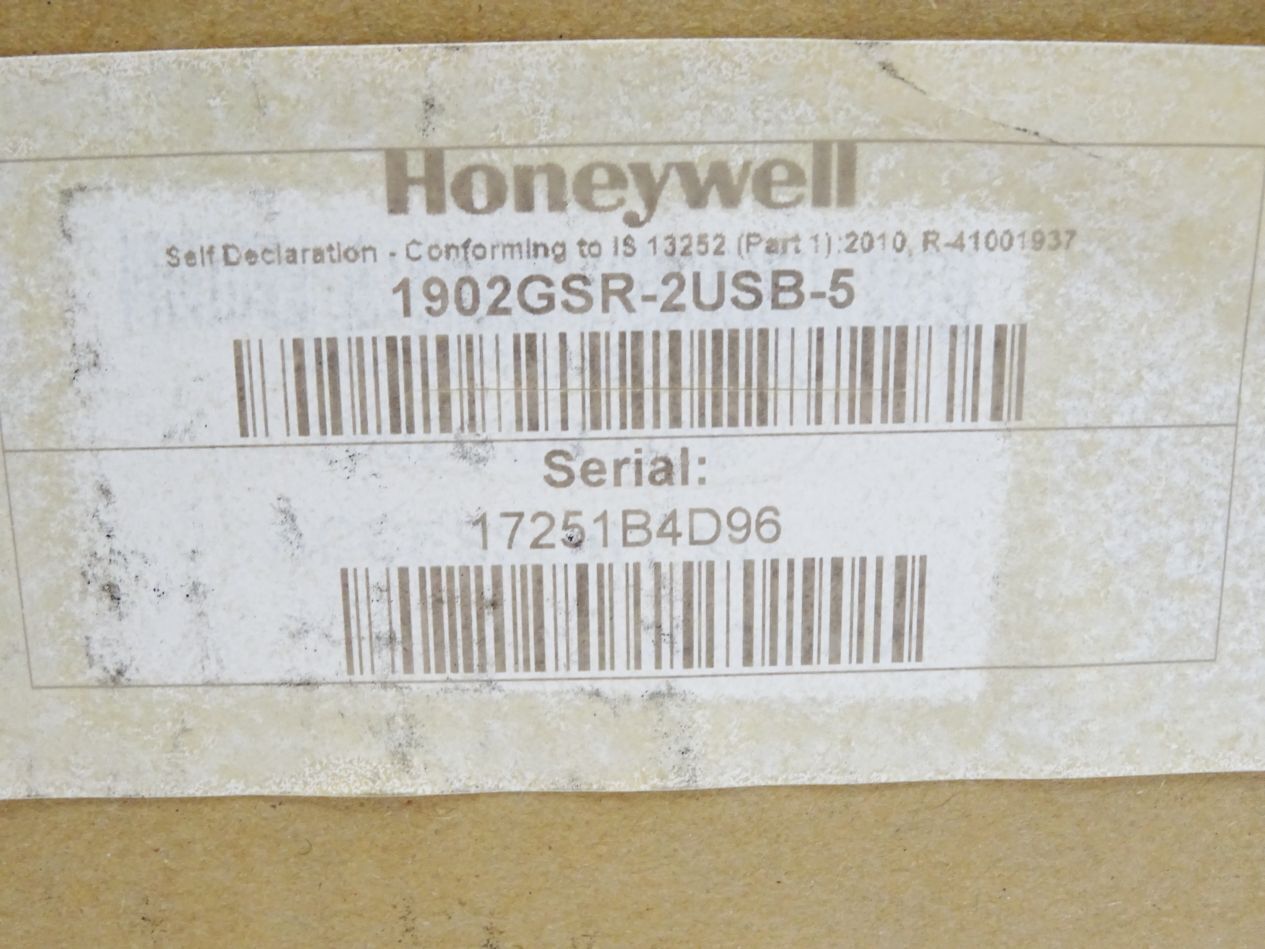 Honeywell
Self Declaration - Conforming to IS 13252 (Part 1):2010, R-41001937
1902GSR-2USB-5
Serial:
17251B4D96